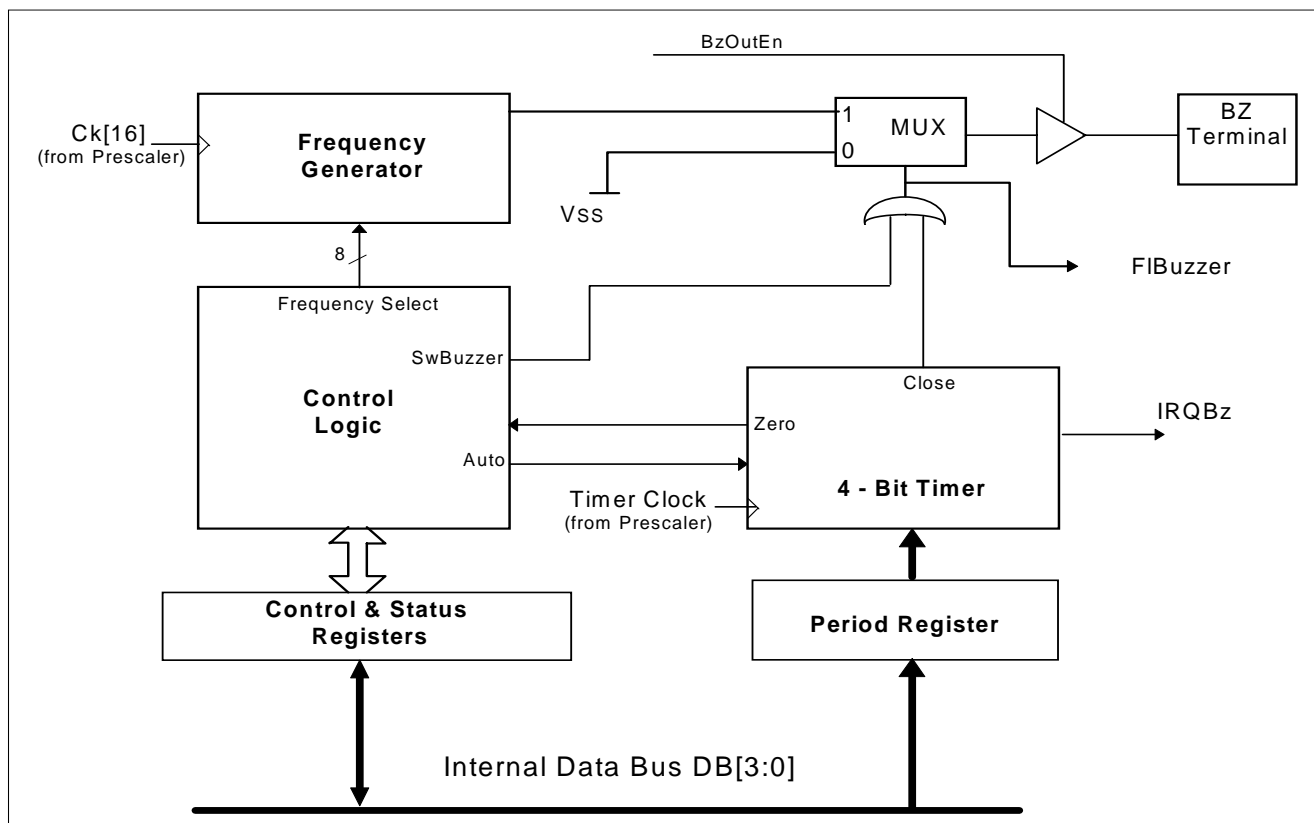 BzOutEn
Ck[16]
(from Prescaler)
Frequency
Generator
1
0
MUX
BZ
Terminal
Vss
8
FlBuzzer
Frequency Select
SwBuzzer
Control
Logic
Auto
Close
Zero
4 - Bit Timer
IRQBz
Timer Clock
(from Prescaler)
Control & Status
Registers
Period Register
Internal Data Bus DB[3:0]